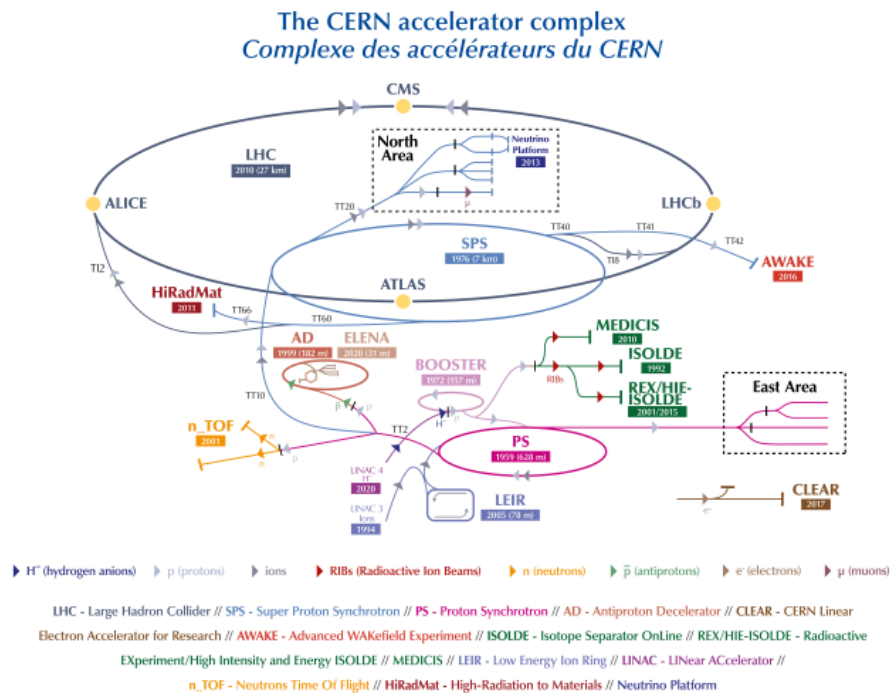 The CERN accelerator complex
Complexe des accélérateurs du CERN
CMS
LHC
2010 (27 km)
North
Area
Neutrino
Platform
2013
μ
ALICE
LHCb
TT20
TT40
TT41
TT42
SPS
1976 (7 km)
TI8
TI2
AWAKE
2016
HiRadMat
2011
TT66
ATLAS
TT60
AD
1999 (182 m)
ELENA
2020 (31 m)
BOOSTER
1972 (157 m)
MEDICIS
2010
ISOLDE
1992
RIBs
REX/HIE-
ISOLDE
2001/2015
East Area
TT10
p̅
p
H⁻
p
n_TOF
2001
n
n
p
TT2
PS
1959 (628 m)
LINAC 4
H⁻
2020
LINAC 3
Ions
1994
LEIR
2005 (78 m)
e⁻
CLEAR
2017
H⁻ (hydrogen anions)
p (protons)
ions
RIBs (Radioactive Ion Beams)
n (neutrons)
p̅ (antiprotons)
e⁻ (electrons)
μ (muons)
LHC - Large Hadron Collider // SPS - Super Proton Synchrotron // PS - Proton Synchrotron // AD - Antiproton Decelerator // CLEAR - CERN Linear
Electron Accelerator for Research // AWAKE - Advanced WAKefield Experiment // ISOLDE - Isotope Separator OnLine // REX/HIE-ISOLDE - Radioactive
EXperiment/High Intensity and Energy ISOLDE // MEDICIS // LEIR - Low Energy Ion Ring // LINAC - LINear ACcelerator //
n_TOF - Neutrons Time Of Flight // HiRadMat - High-Radiation to Materials // Neutrino Platform